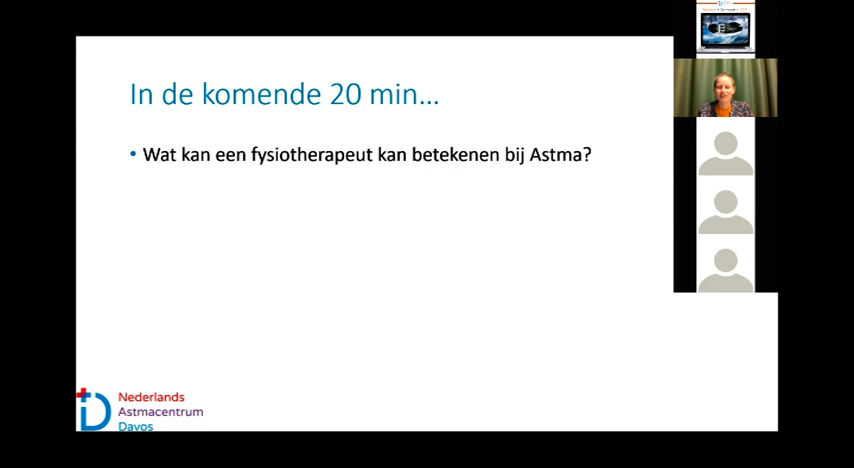 In de komende 20 min...
• Wat kan een fysiotherapeut kan betekenen bij Astma?
Nederlands
Astmacentrum
Davos